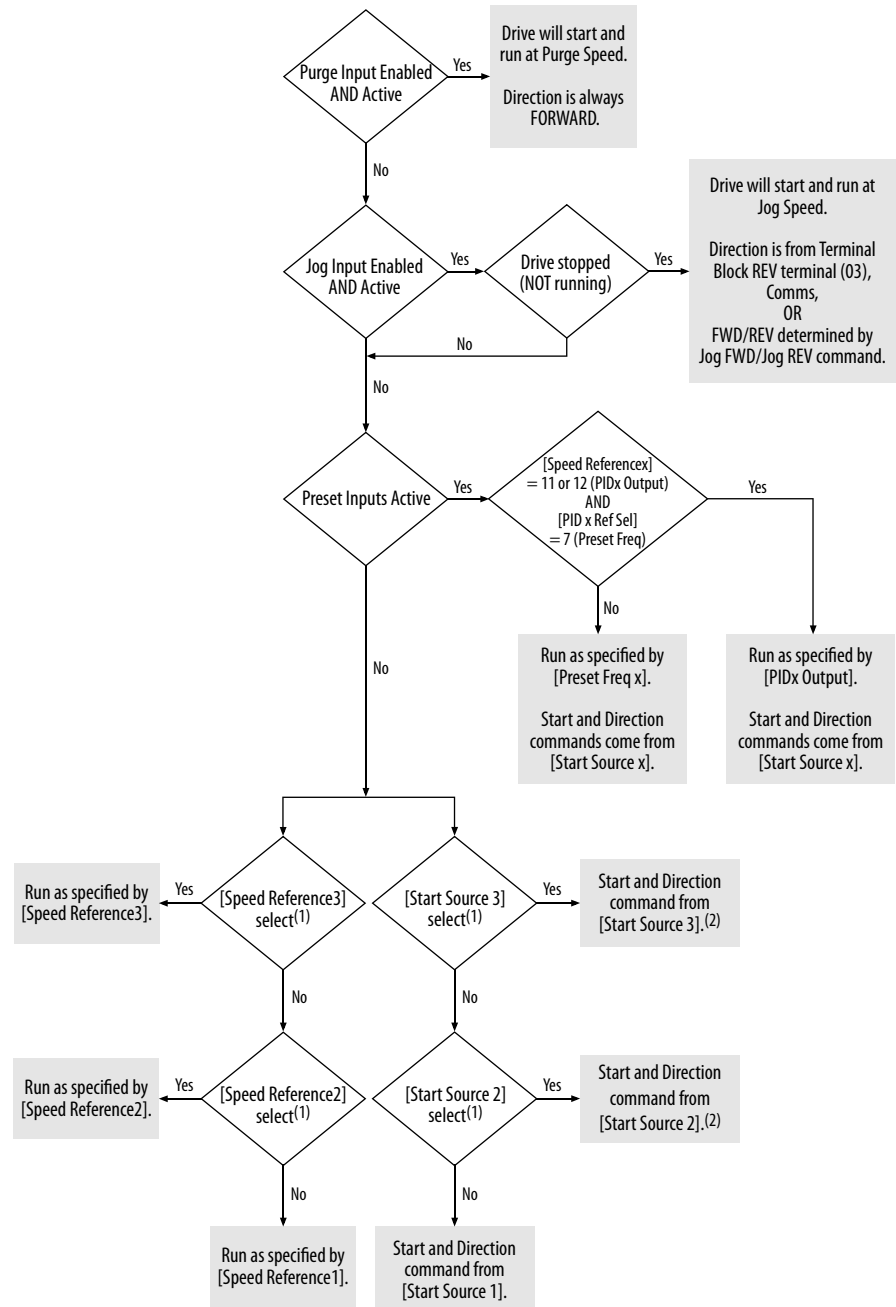 Purge Input Enabled
AND Active
Yes
Drive will start and
run at Purge Speed.
Direction is always
FORWARD.
No
Jog Input Enabled
AND Active
Yes
Drive stopped
(NOT running)
Yes
Drive will start and run at
Jog Speed.
Direction is from Terminal
Block REV terminal (03),
Comms,
OR
FWD/REV determined by
Jog FWD/Jog REV command.
No
No
Preset Inputs Active
Yes
[Speed Referencex]
= 11 or 12 (PIDx Output)
AND
[PID x Ref Sel]
= 7 (Preset Freq)
Yes
No
Run as specified by
[Preset Freq x].
Start and Direction
commands come from
[Start Source x].
Run as specified by
[PIDx Output].
Start and Direction
commands come from
[Start Source x].
No
Run as specified by
[Speed Reference3].
Yes
[Speed Reference3]
select(1)
[Start Source 3]
select(1)
Yes
Start and Direction
command from
[Start Source 3].(2)
No
No
Run as specified by
[Speed Reference2].
Yes
[Speed Reference2]
select(1)
[Start Source 2]
select(1)
Yes
Start and Direction
command from
[Start Source 2].(2)
No
No
Run as specified by
[Speed Reference1].
Start and Direction
command from
[Start Source 1].